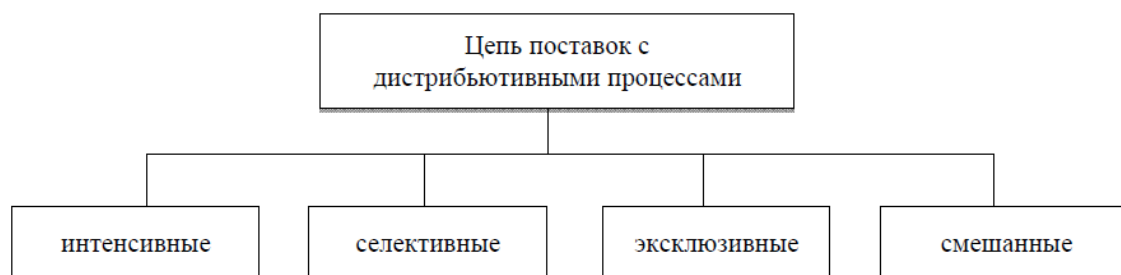 Цепь поставок с
дистрибьютивными процессами
интенсивные
селективные
эксклюзивные
смешанные